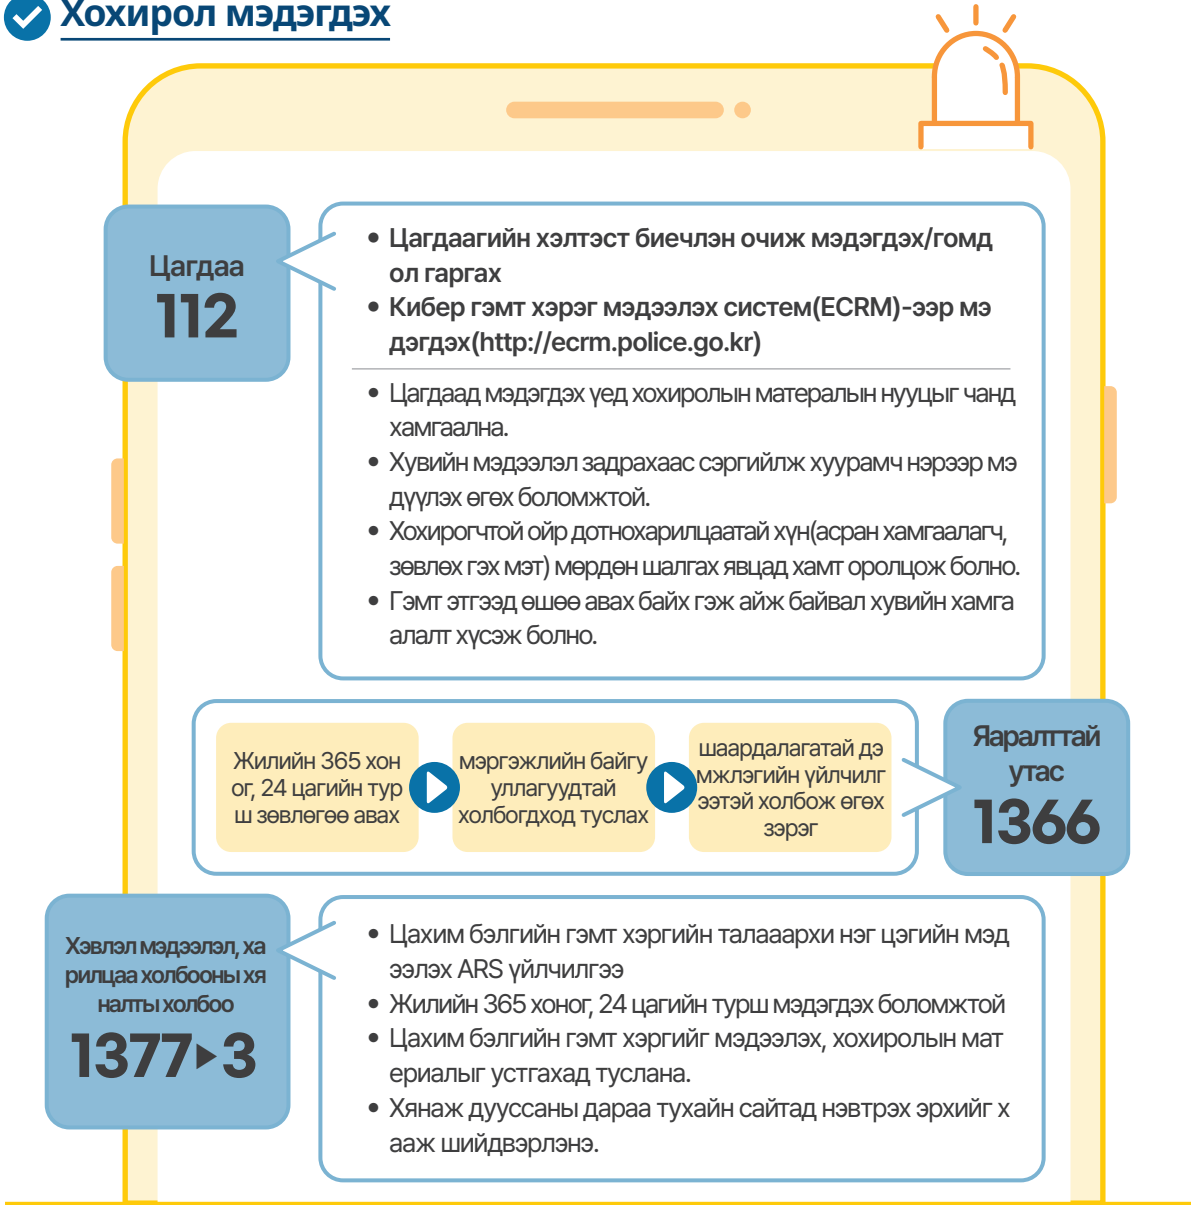 Хохирол мэдэгдэх
Цагдаа
112
• Цагдаагийн хэлтэст биечлэн очиж мэдэгдэх/гомд
ол гаргах
• Кибер гэмт хэрэг мэдээлэх систем(ECRM)-ээр мэ
дэгдэх(http://ecrm.police.go.kr)
• Цагдаад мэдэгдэх үед хохиролын матералын нууцыг чанд
хамгаална.
• Хувийн мэдээлэл задрахаас сэргийлж хуурамч нэрээр мэ
дүүлэх өгөх боломжтой.
• Хохирогчтой ойр дотнохарилцаатай хүн(асран хамгаалагч,
зөвлөх гэх мэт) мөрдөн шалгах явцад хамт оролцож болно.
• Гэмт этгээд өшөө авах байх гэж айж байвал хувийн хамга
алалт хүсэж болно.
Жилийн 365 хон
ог, 24 цагийн тур
ш зөвлөгөө авах
мэргэжлийн байгу
уллагуудтай
холбогдход туслах
шаардалагатай дэ
мжлэгийн үйлчилг
ээтэй холбож өгөх
зэрэг
Яаралттай
утас
1366
Хэвлэл мэдээлэл, ха
рилцаа холбооны хя
налты холбоо
1377▸3
• Цахим бэлгийн гэмт хэргийн талааархи нэг цэгийн мэд
ээлэх ARS үйлчилгээ
• Жилийн 365 хоног, 24 цагийн турш мэдэгдэх боломжтой
• Цахим бэлгийн гэмт хэргийг мэдээлэх, хохиролын мат
ериалыг устгахад туслана.
• Хянаж дууссаны дараа тухайн сайтад нэвтрэх эрхийг х
ааж шийдвэрлэнэ.